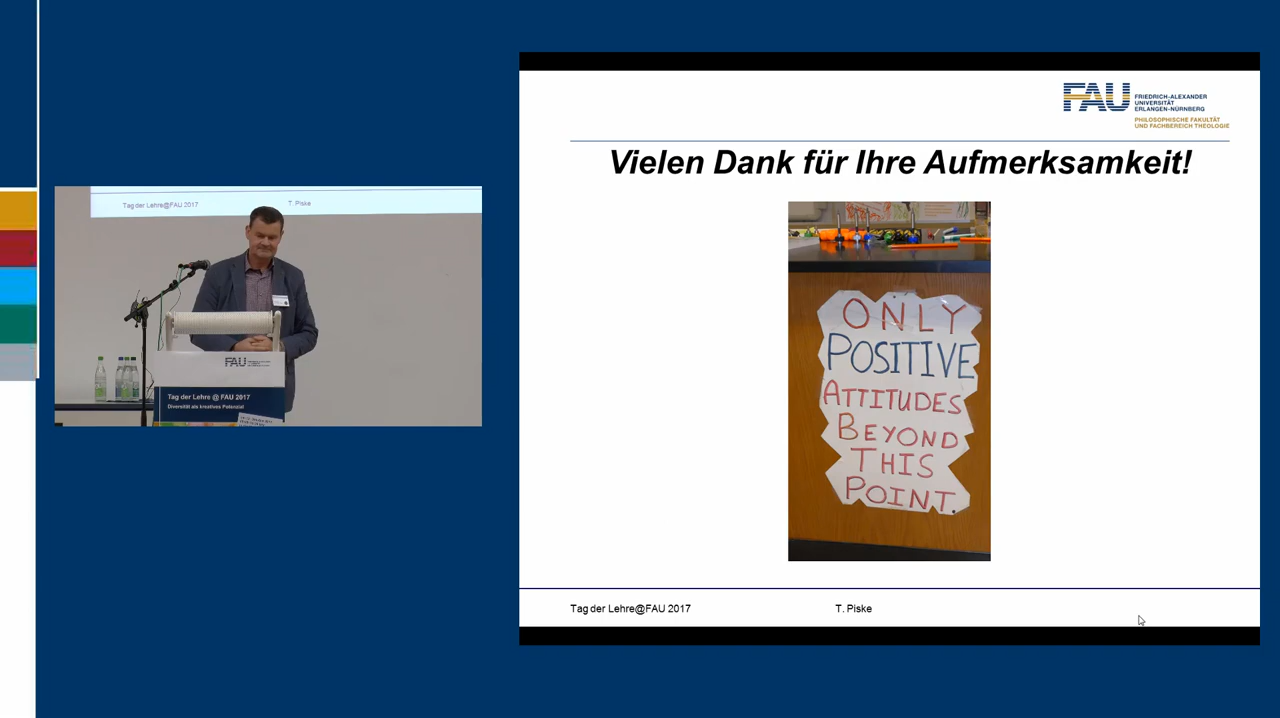 Tag der Lehre@FAU 2017
T. Piske
FAU
Tag der Lehre @ FAU 2017
Diversität als kreatives Potenzial
FAU
FRIEDRICH-ALEXANDER
UNIVERSITÄT
ERLANGEN-NÜRNBERG
PHILOSOPHISCHE FAKULTÄT
UND FACHBEREICH THEOLOGIE
Vielen Dank für Ihre Aufmerksamkeit!
ONLY
POSITIVE
ATTITUDES
BEYOND
THIS
POINT.
Tag der Lehre@FAU 2017
T. Piske